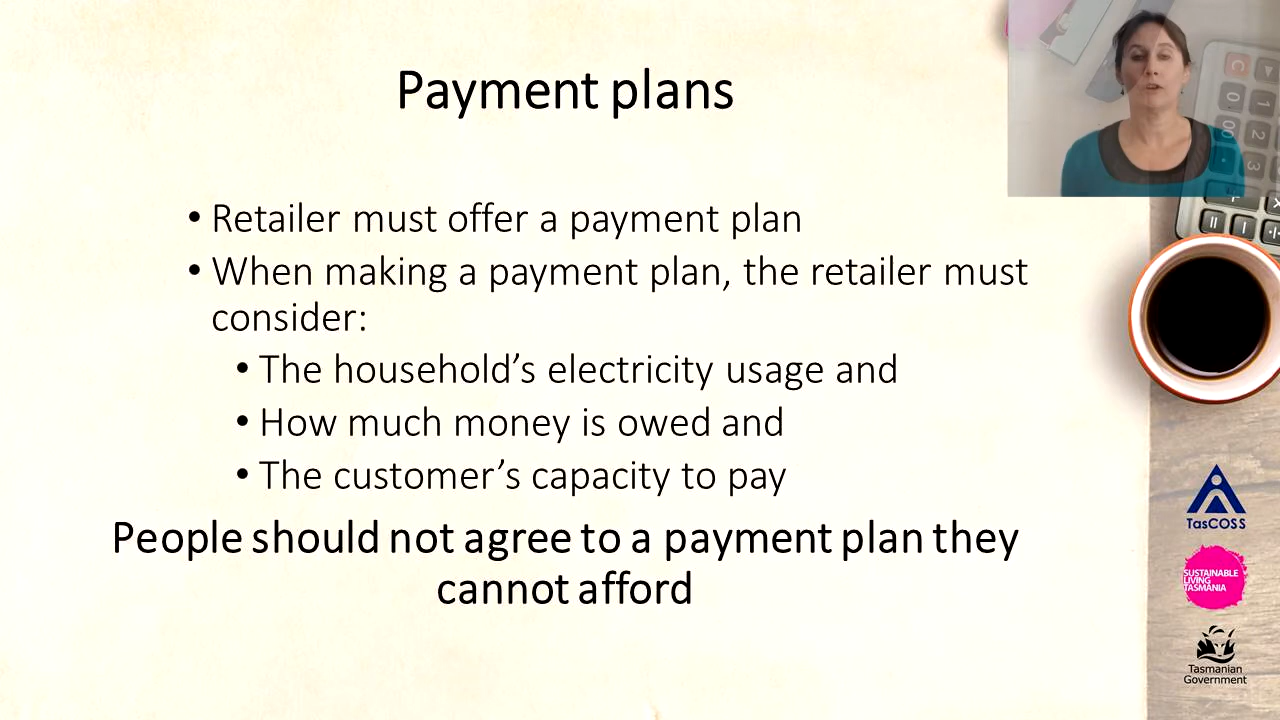 Payment plans
• Retailer must offer a payment plan
• When making a payment plan, the retailer must
consider:
• The household’s electricity usage and
• How much money is owed and
• The customer’s capacity to pay
People should not agree to a payment plan they
cannot afford
TasCOSS
SUSTAINABLE
LIVING
TASMANIA
Tasmanian
Government